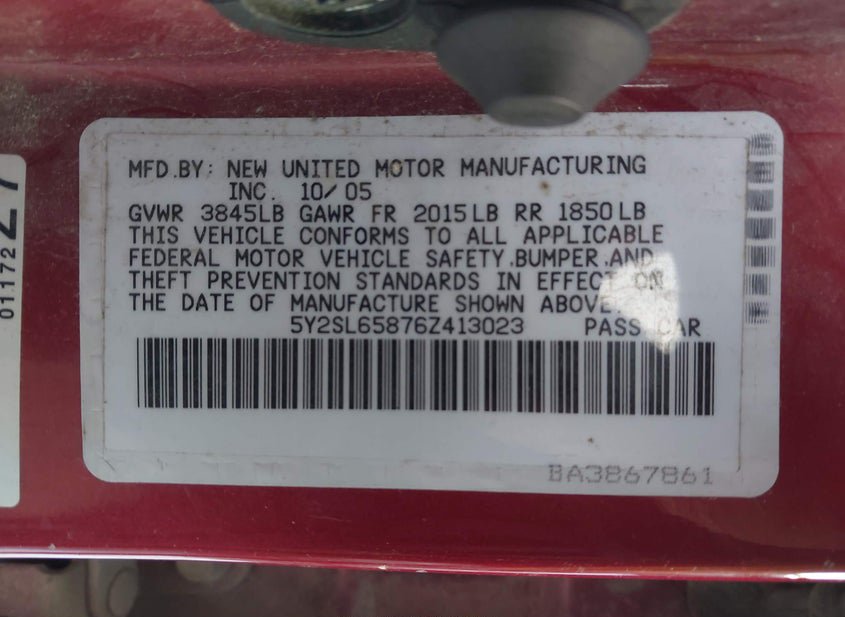 MFD.BY: NEW UNITED MOTOR MANUFACTURING
INC. 10/05
GVWR 3845LB GAWR FR 2015LB RR 1850LB
THIS VEHICLE CONFORMS TO ALL APPLICABLE
FEDERAL MOTOR VEHICLE SAFETY.BUMPER.AND
THEFT PREVENTION STANDARDS IN EFFECT ON
THE DATE OF MANUFACTURE SHOWN ABOVE.
5Y2SL65876Z413023 PASS CAR
BA3867861
01172